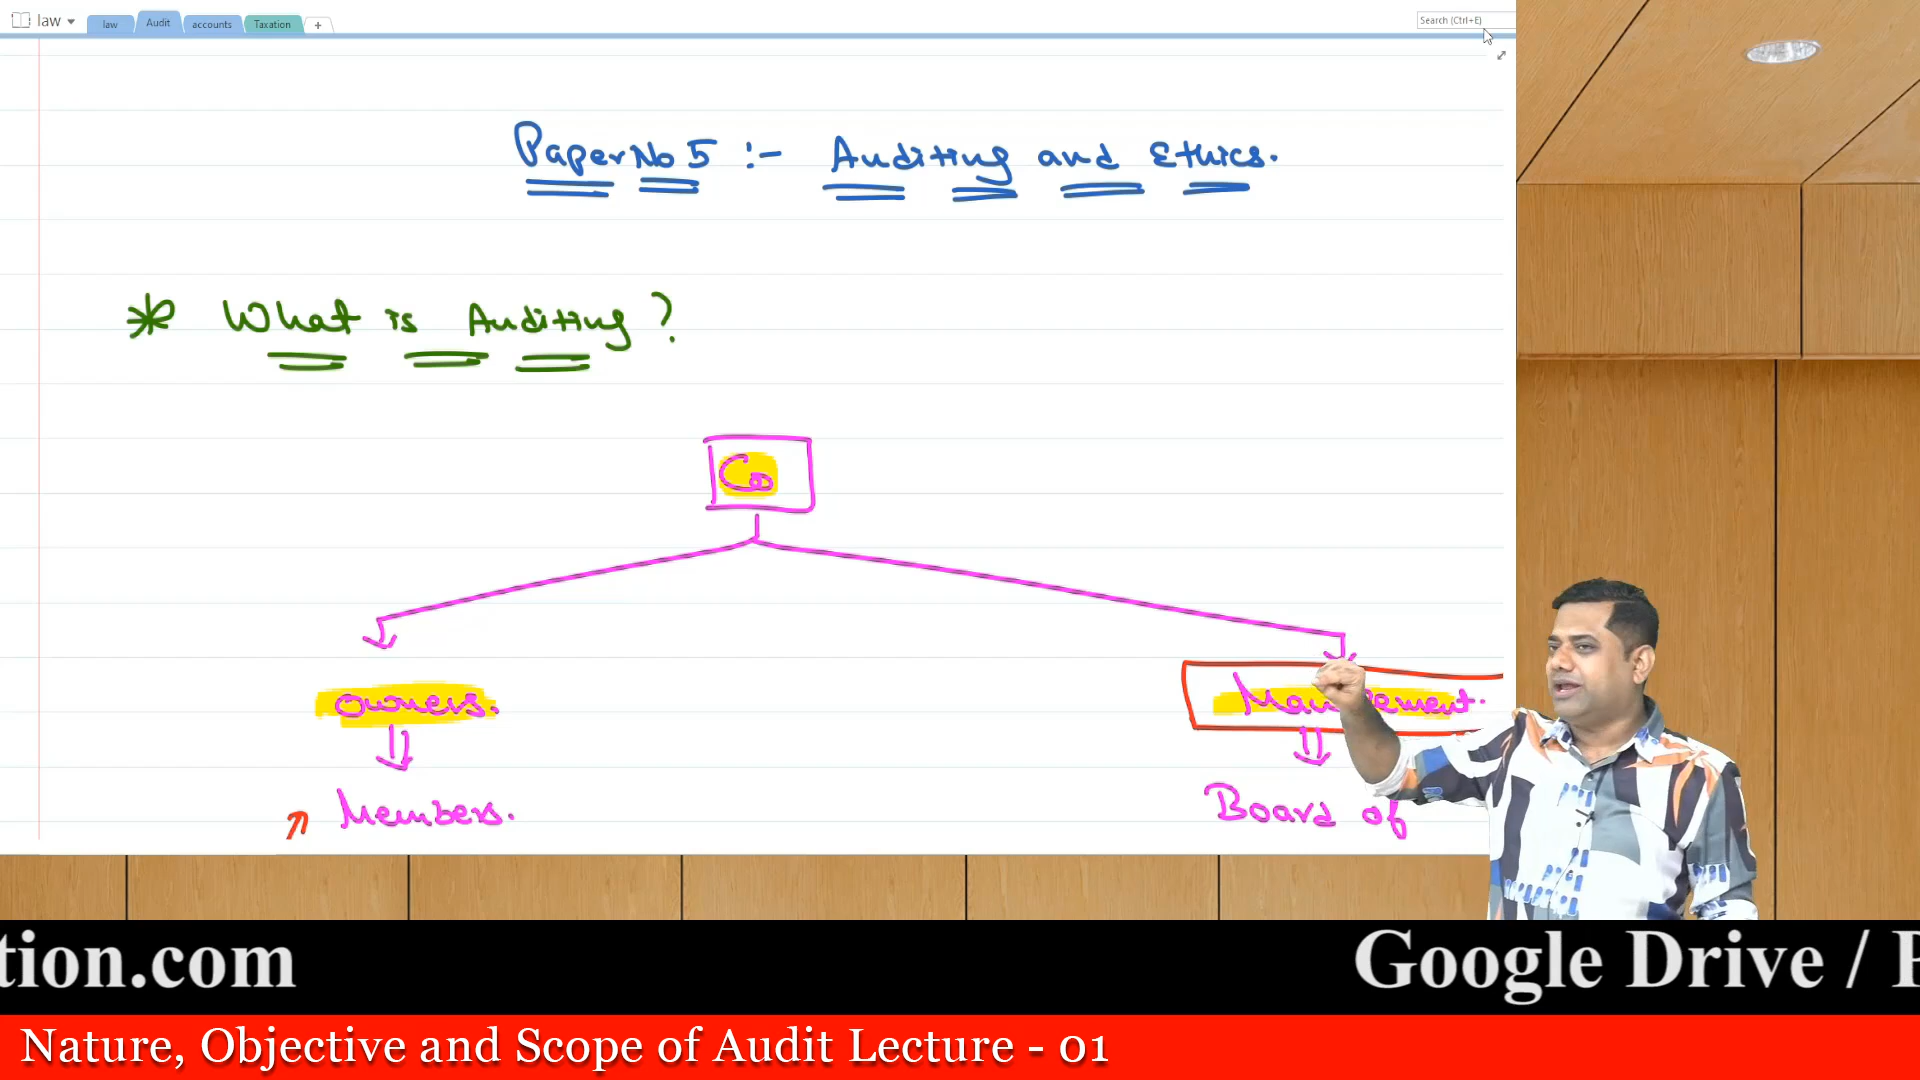 law
law Audit accounts Taxation +
Search (Ctrl+E)
Paper No 5 :- Auditing and Ethics.
* What is Auditing?
Co
Owners. Management.
Members. Board of
tion.com Google Drive /
Nature, Objective and Scope of Audit Lecture - 01